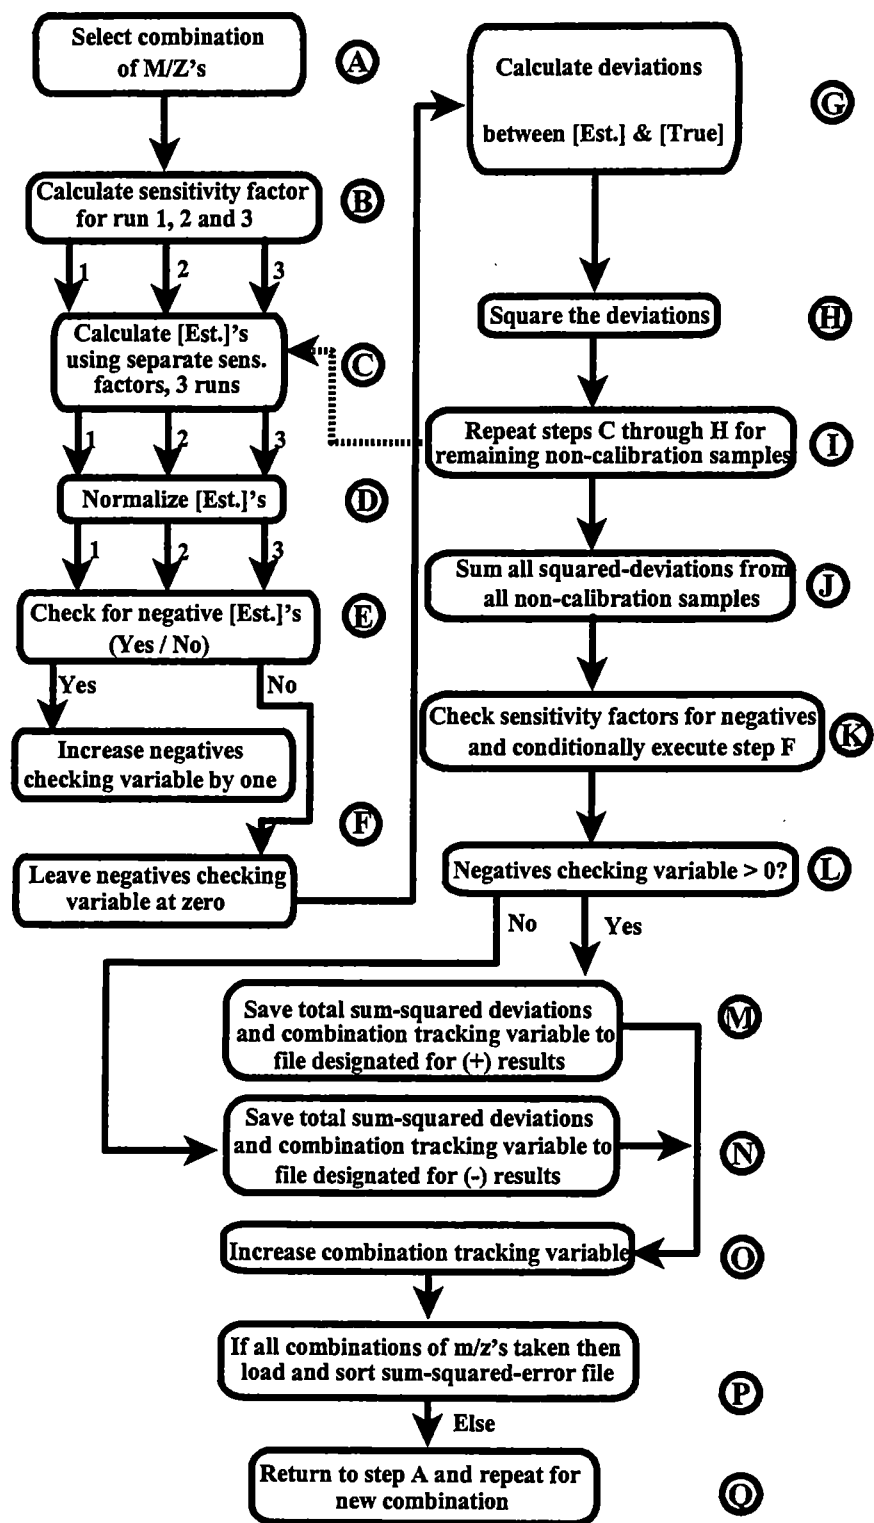 Select combination
of M/Z's
A
Calculate sensitivity factor
for run 1, 2 and 3
B
1
2
3
Calculate [Est.]'s
using separate sens.
factors, 3 runs
C
1
2
3
Normalize [Est.]'s
D
1
2
3
Check for negative [Est.]'s
(Yes / No)
E
Yes
No
Increase negatives
checking variable by one
F
Leave negatives checking
variable at zero
Calculate deviations
between [Est.] & [True]
G
Square the deviations
H
Repeat steps C through H for
remaining non-calibration samples
I
Sum all squared-deviations from
all non-calibration samples
J
Check sensitivity factors for negatives
and conditionally execute step F
K
Negatives checking variable > 0?
L
No
Yes
Save total sum-squared deviations
and combination tracking variable to
file designated for (+) results
M
Save total sum-squared deviations
and combination tracking variable to
file designated for (-) results
N
Increase combination tracking variable
O
If all combinations of m/z's taken then
load and sort sum-squared-error file
P
Else
Return to step A and repeat for
new combination
Q